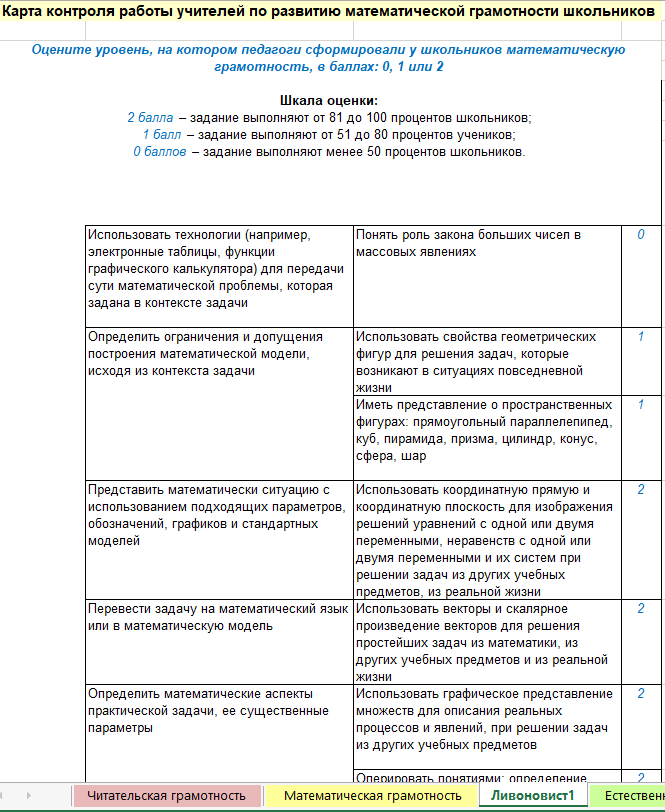 Карта контроля работы учителей по развитию математической грамотности школьников
Оцените уровень, на котором педагоги сформировали у школьников математическую
грамотность, в баллах: 0, 1 или 2
Шкала оценки:
2 балла – задание выполняют от 81 до 100 процентов школьников;
1 балл – задание выполняют от 51 до 80 процентов учеников;
0 баллов – задание выполняют менее 50 процентов школьников.
Использовать технологии (например,
электронные таблицы, функции
графического калькулятора) для передачи
сути математической проблемы, которая
задана в контексте задачи
Понять роль закона больших чисел в
массовых явлениях
0
Определить ограничения и допущения
построения математической модели,
исходя из контекста задачи
Использовать свойства геометрических
фигур для решения задач, которые
возникают в ситуациях повседневной
жизни
1
Иметь представление о пространственных
фигурах: прямоугольный параллелепипед,
куб, пирамида, призма, цилиндр, конус,
сфера, шар
1
Представить математически ситуацию с
использованием подходящих параметров,
обозначений, графиков и стандартных
моделей
Использовать координатную прямую и
координатную плоскость для изображения
решений уравнений с одной или двумя
переменными, неравенств с одной или
двумя переменными и их систем при
решении задач из других учебных
предметов, из реальной жизни
2
Перевести задачу на математический язык
или в математическую модель
Использовать векторы и скалярное
произведение векторов для решения
простейших задач из математики, из
других учебных предметов и из реальной
жизни
2
Определить математические аспекты
практической задачи, ее существенные
параметры
Использовать графическое представление
множеств для описания реальных
процессов и явлений, при решении задач
из других учебных предметов
2
Оперировать понятиями: определение,
2
Читательская грамотность
Математическая грамотность
Ливоновист1
Естественн